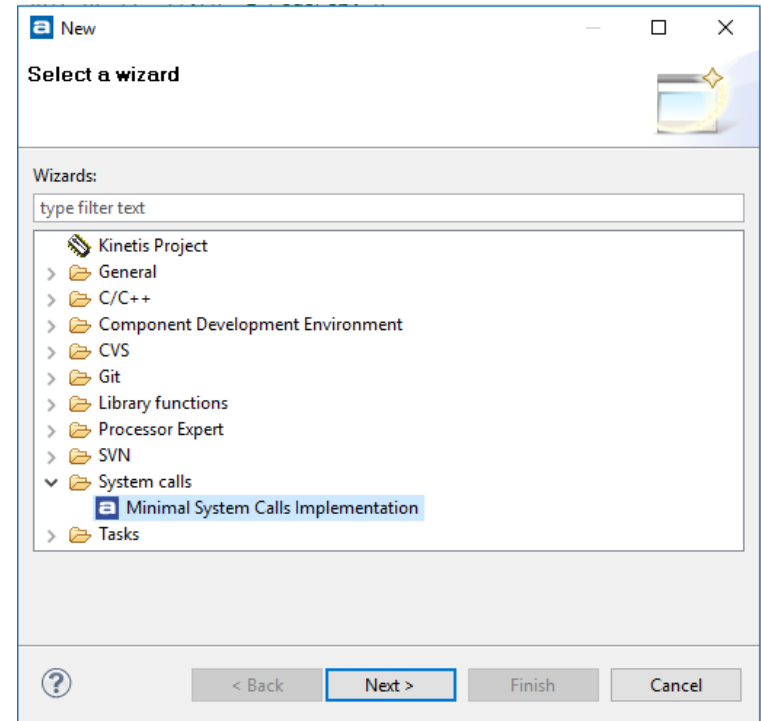 New
Select a wizard
Wizards:
type filter text
Kinetis Project
General
C/C++
Component Development Environment
CVS
Git
Library functions
Processor Expert
SVN
System calls
a Minimal System Calls Implementation
Tasks
? < Back Next > Finish Cancel